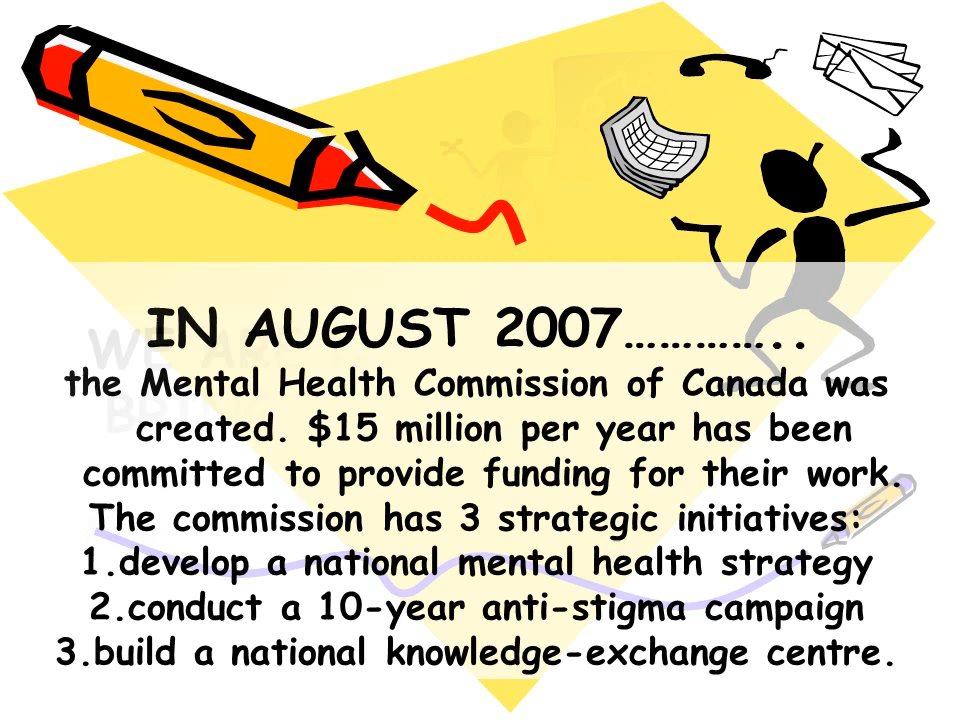 IN AUGUST 2007…………..
the Mental Health Commission of Canada was
created. $15 million per year has been
committed to provide funding for their work.
The commission has 3 strategic initiatives:
1.develop a national mental health strategy
2.conduct a 10-year anti-stigma campaign
3.build a national knowledge-exchange centre.
WE ARE